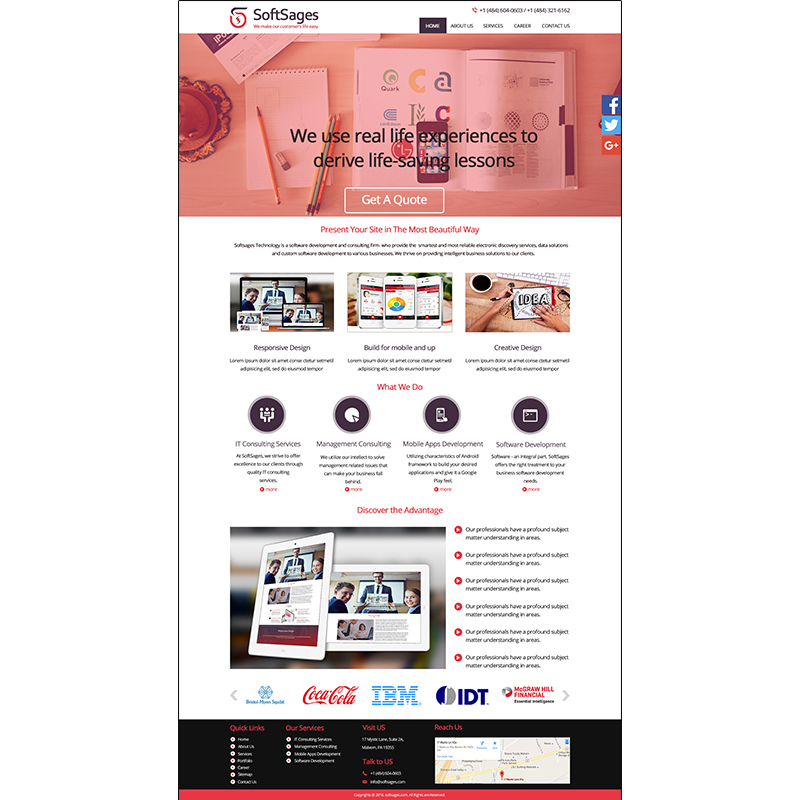 SoftSages
We make our customer's life easy.
+1 (484) 604-0603 / +1 (484) 321-6162
HOME ABOUT US SERVICES CAREER CONTACT US
Quark
We use real life experiences to
derive life-saving lessons
Get A Quote
Present Your Site in The Most Beautiful Way
Softsages Technology is a software development and consulting firm who provide the smartest and most reliable electronic discovery services, data solutions
and custom software development to various businesses. We thrive on providing intelligent business solutions to our clients.
IDEA
Responsive Design
Lorem ipsum dolor sit amet conse ctetur setmetil
adipisicing elit, sed do eiusmod tempor
Build for mobile and up
Lorem ipsum dolor sit amet conse ctetur setmetil
adipisicing elit, sed do eiusmod tempor
Creative Design
Lorem ipsum dolor sit amet conse ctetur setmetil
adipisicing elit, sed do eiusmod tempor
What We Do
IT Consulting Services
At SoftSages, we strive to offer
excellence to our clients through
quality IT consulting
services.
more
Management Consulting
We utilize our intellect to solve
management related issues that
can make your business fall
behind.
more
Mobile Apps Development
Utilizing characteristics of Android
framework to build your desired
applications and give it a Google
Play feel.
more
Software Development
Software - an integral part, SoftSages
offers the right treatment to your
business software development
needs.
more
Discover the Advantage
Our professionals have a profound subject
matter understanding in areas.
Our professionals have a profound subject
matter understanding in areas.
Our professionals have a profound subject
matter understanding in areas.
Our professionals have a profound subject
matter understanding in areas.
Our professionals have a profound subject
matter understanding in areas.
Our professionals have a profound subject
matter understanding in areas.
Bristol-Myers Squibb
Coca-Cola
IBM
IDT
McGRAW HILL
FINANCIAL
Essential Intelligence
Quick Links
Home
About Us
Services
Portfolio
Career
Sitemap
Contact Us
Our Services
IT Consulting Services
Management Consulting
Mobile Apps Development
Software Development
Visit US
17 Mystic Lane, Suite 2A,
Malvern, PA 19355
Talk to US
+1 (484) 604-0603
info@softsages.com
Reach Us
Copyrights @ 2016. softsages.com. All Rights are Reserved.